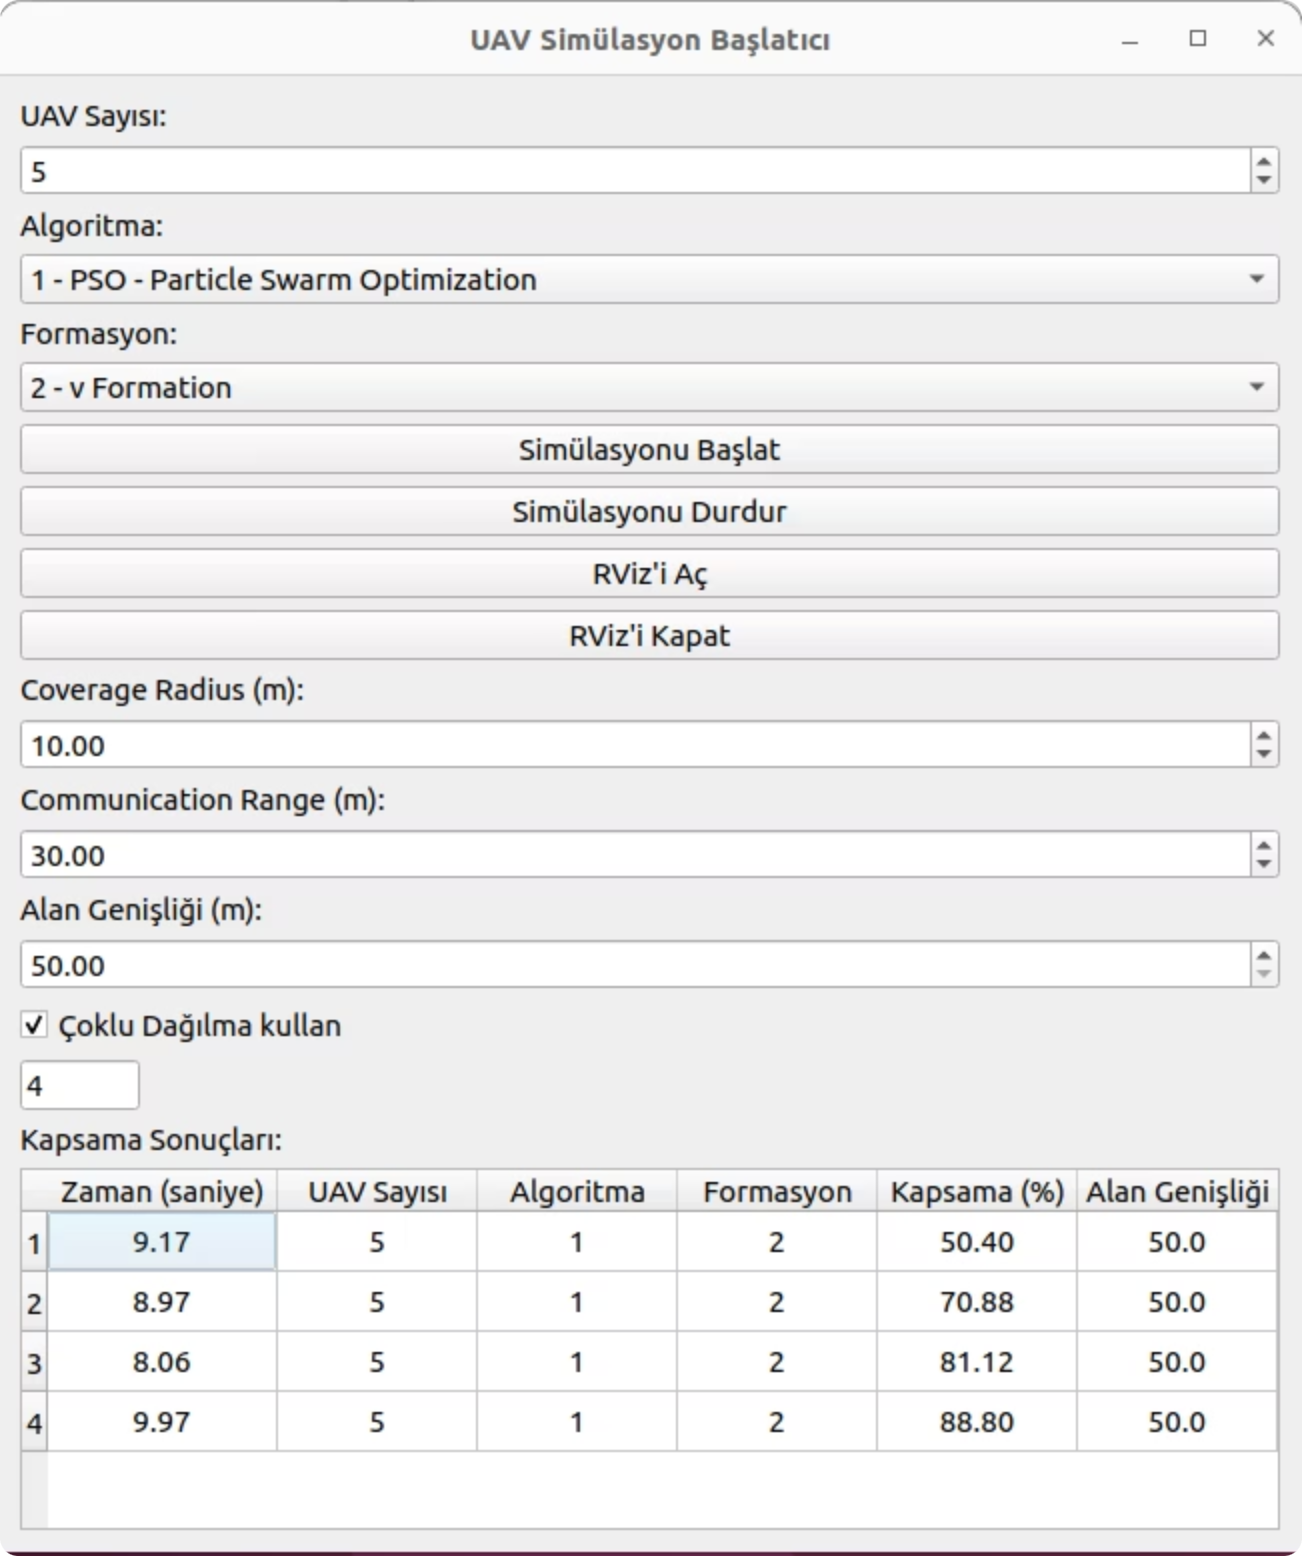 UAV Simülasyon Başlatıcı
UAV Sayısı:
5
Algoritma:
1 - PSO - Particle Swarm Optimization
Formasyon:
2 - v Formation
Simülasyonu Başlat
Simülasyonu Durdur
RViz'i Aç
RViz'i Kapat
Coverage Radius (m):
10.00
Communication Range (m):
30.00
Alan Genişliği (m):
50.00
Çoklu Dağılma kullan
4
Kapsama Sonuçları:
Zaman (saniye) UAV Sayısı Algoritma Formasyon Kapsama (%) Alan Genişliği
1 9.17 5 1 2 50.40 50.0
2 8.97 5 1 2 70.88 50.0
3 8.06 5 1 2 81.12 50.0
4 9.97 5 1 2 88.80 50.0